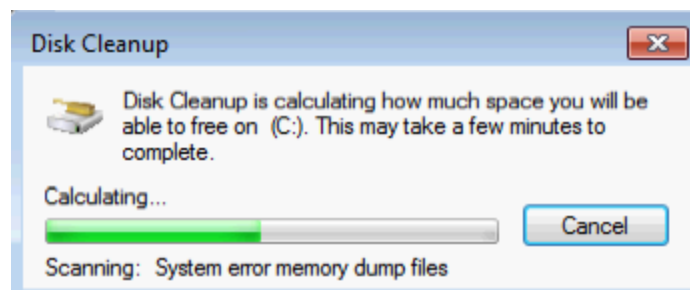 Disk Cleanup
Disk Cleanup is calculating how much space you will be
able to free on  (C:). This may take a few minutes to
complete.
Calculating...
Cancel
Scanning:   System error memory dump files